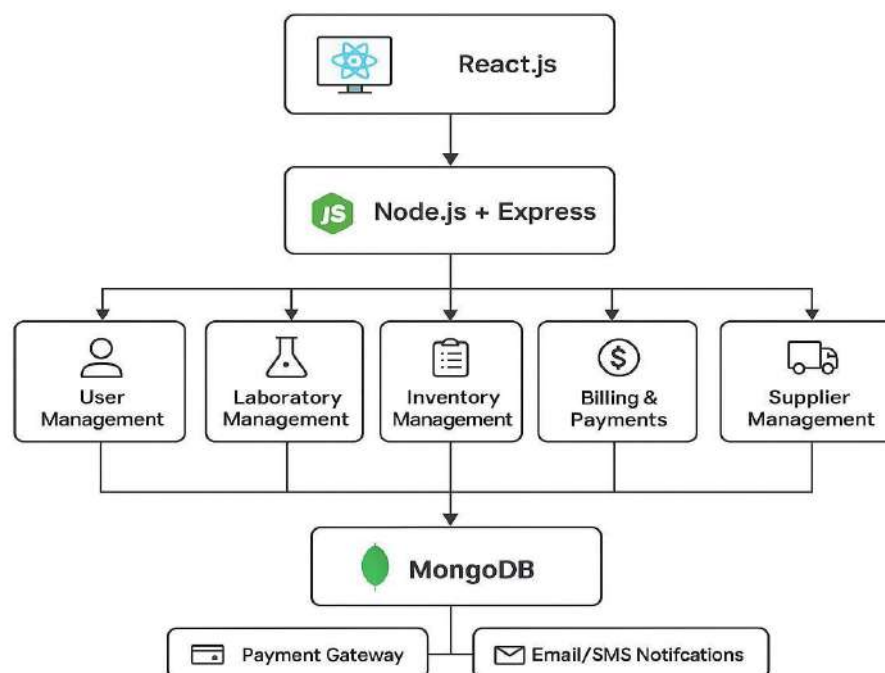 React.js
JS
Node.js + Express
User
Management
Laboratory
Management
Inventory
Management
$
Billing &
Payments
Supplier
Management
MongoDB
Payment Gateway
Email/SMS Notifcations